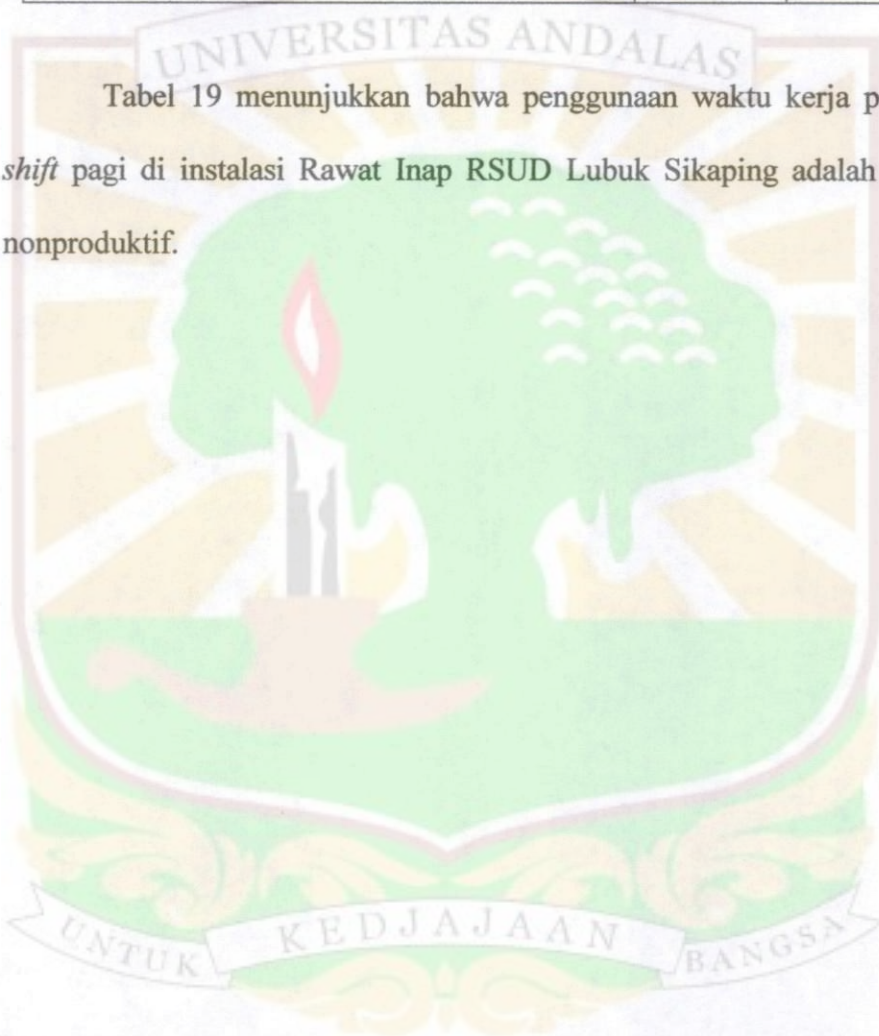 UNIVERSITAS ANDALAS
Tabel 19 menunjukkan bahwa penggunaan waktu kerja p
shift pagi di instalasi Rawat Inap RSUD Lubuk Sikaping adalah
nonproduktif.
UNTUK KEDJAJAAN BANGSA